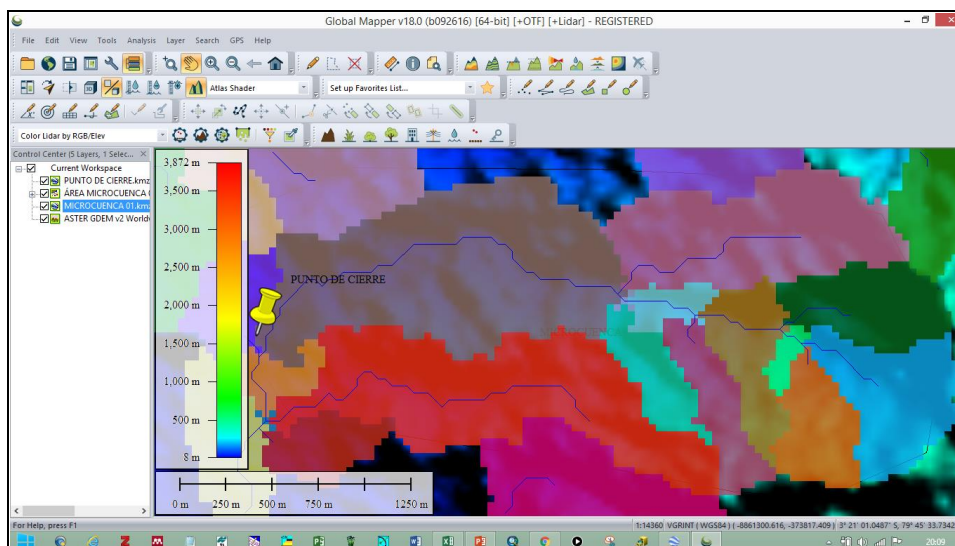 Global Mapper v18.0 (b092616) [64-bit] [+OTF] [+Lidar] - REGISTERED
File Edit View Tools Analysis Layer Search GPS Help
Atlas Shader
Set up Favorites List...
Color Lidar by RGB/Elev
Control Center (5 Layers, 1 Selec...
Current Workspace
PUNTO DE CIERRE.kmz
ÁREA MICROCUENCA
MICROCUENCA 01.kmz
ASTER GDEM v2 Worldw
3,872 m
3,500 m
3,000 m
2,500 m
2,000 m
1,500 m
1,000 m
500 m
8 m
PUNTO DE CIERRE
0 m 250 m 500 m 750 m 1250 m
For Help, press F1
1:14360 VGRINT ( WGS84 ) ( -8861300.616, -373817.409 ) 3° 21' 01.0487" S, 79° 45' 33.7342
20:09